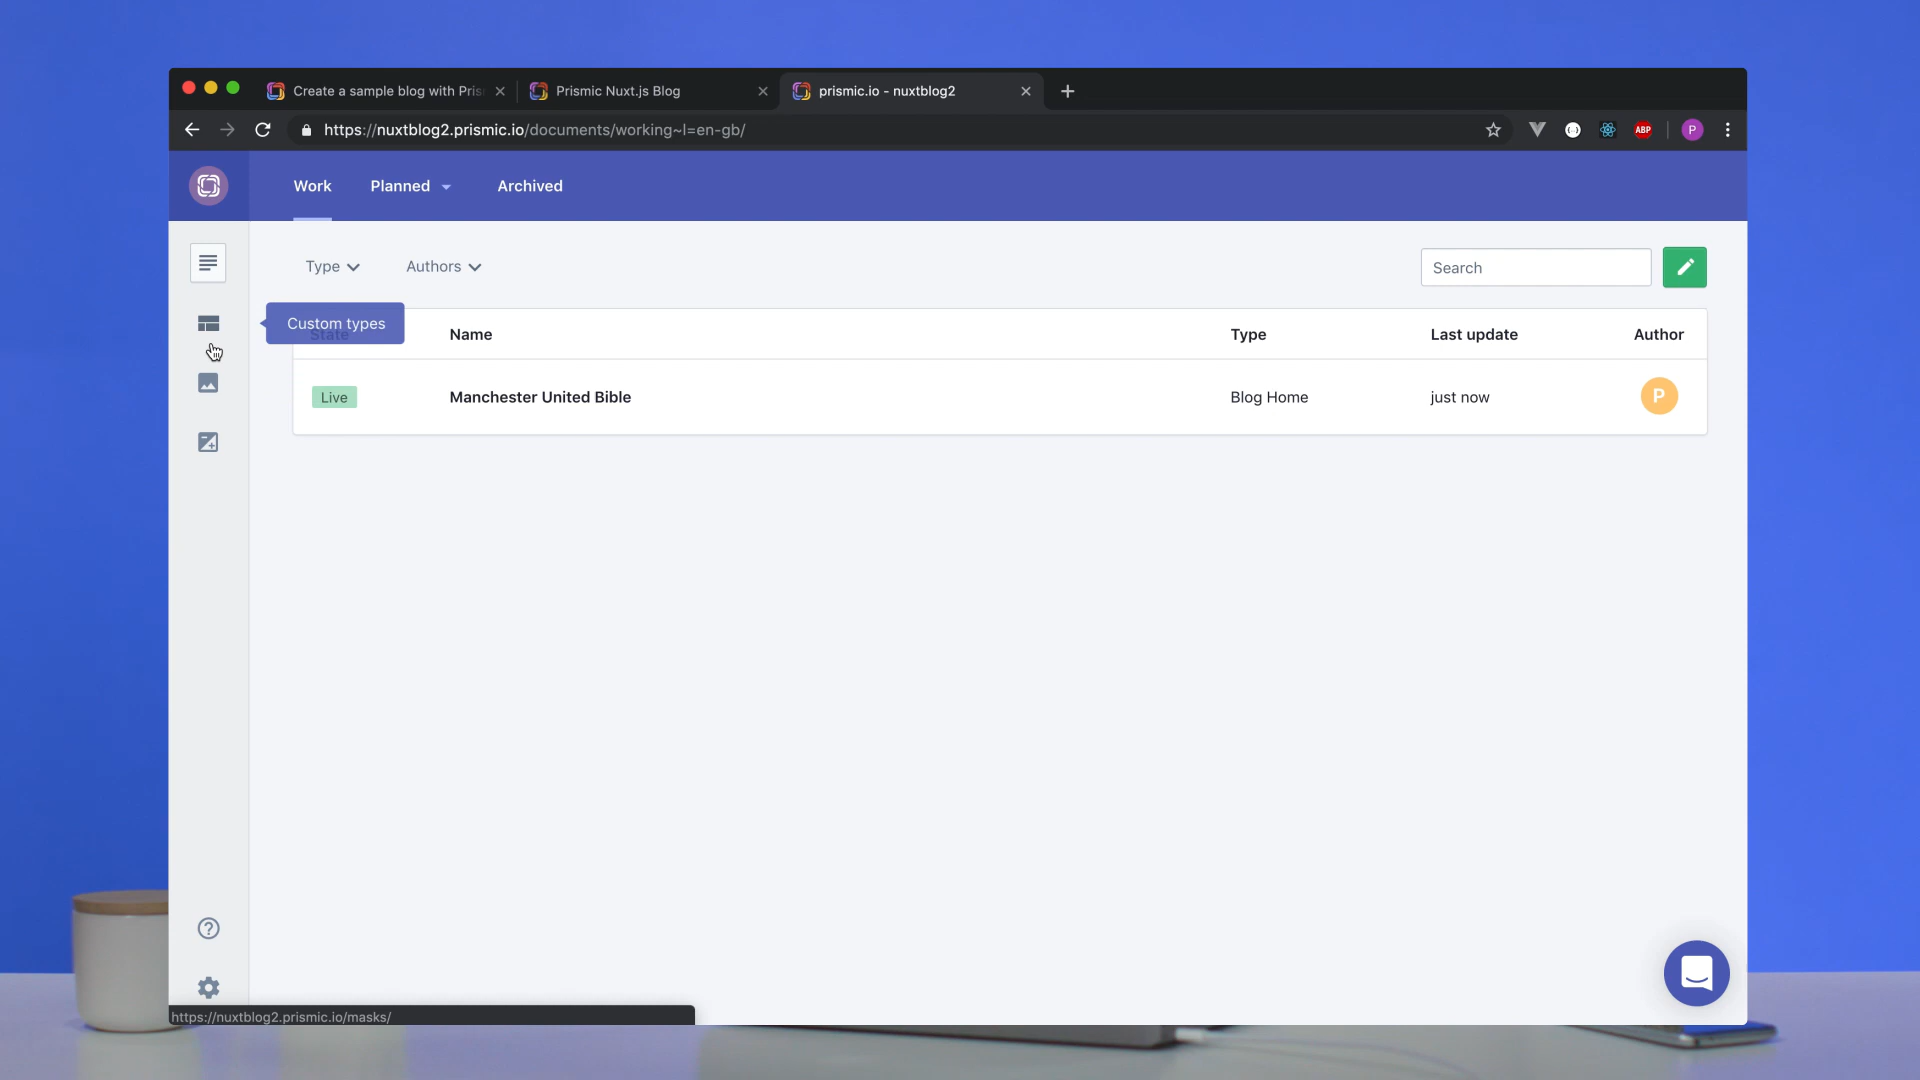 Create a sample blog with Pris
Prismic Nuxt.js Blog
prismic.io - nuxtblog2
https://nuxtblog2.prismic.io/documents/working~l=en-gb/
ABP
P
Work
Planned
Archived
Type
Authors
Search
Custom types
State
Name
Type
Last update
Author
Live
Manchester United Bible
Blog Home
just now
P
?
https://nuxtblog2.prismic.io/masks/